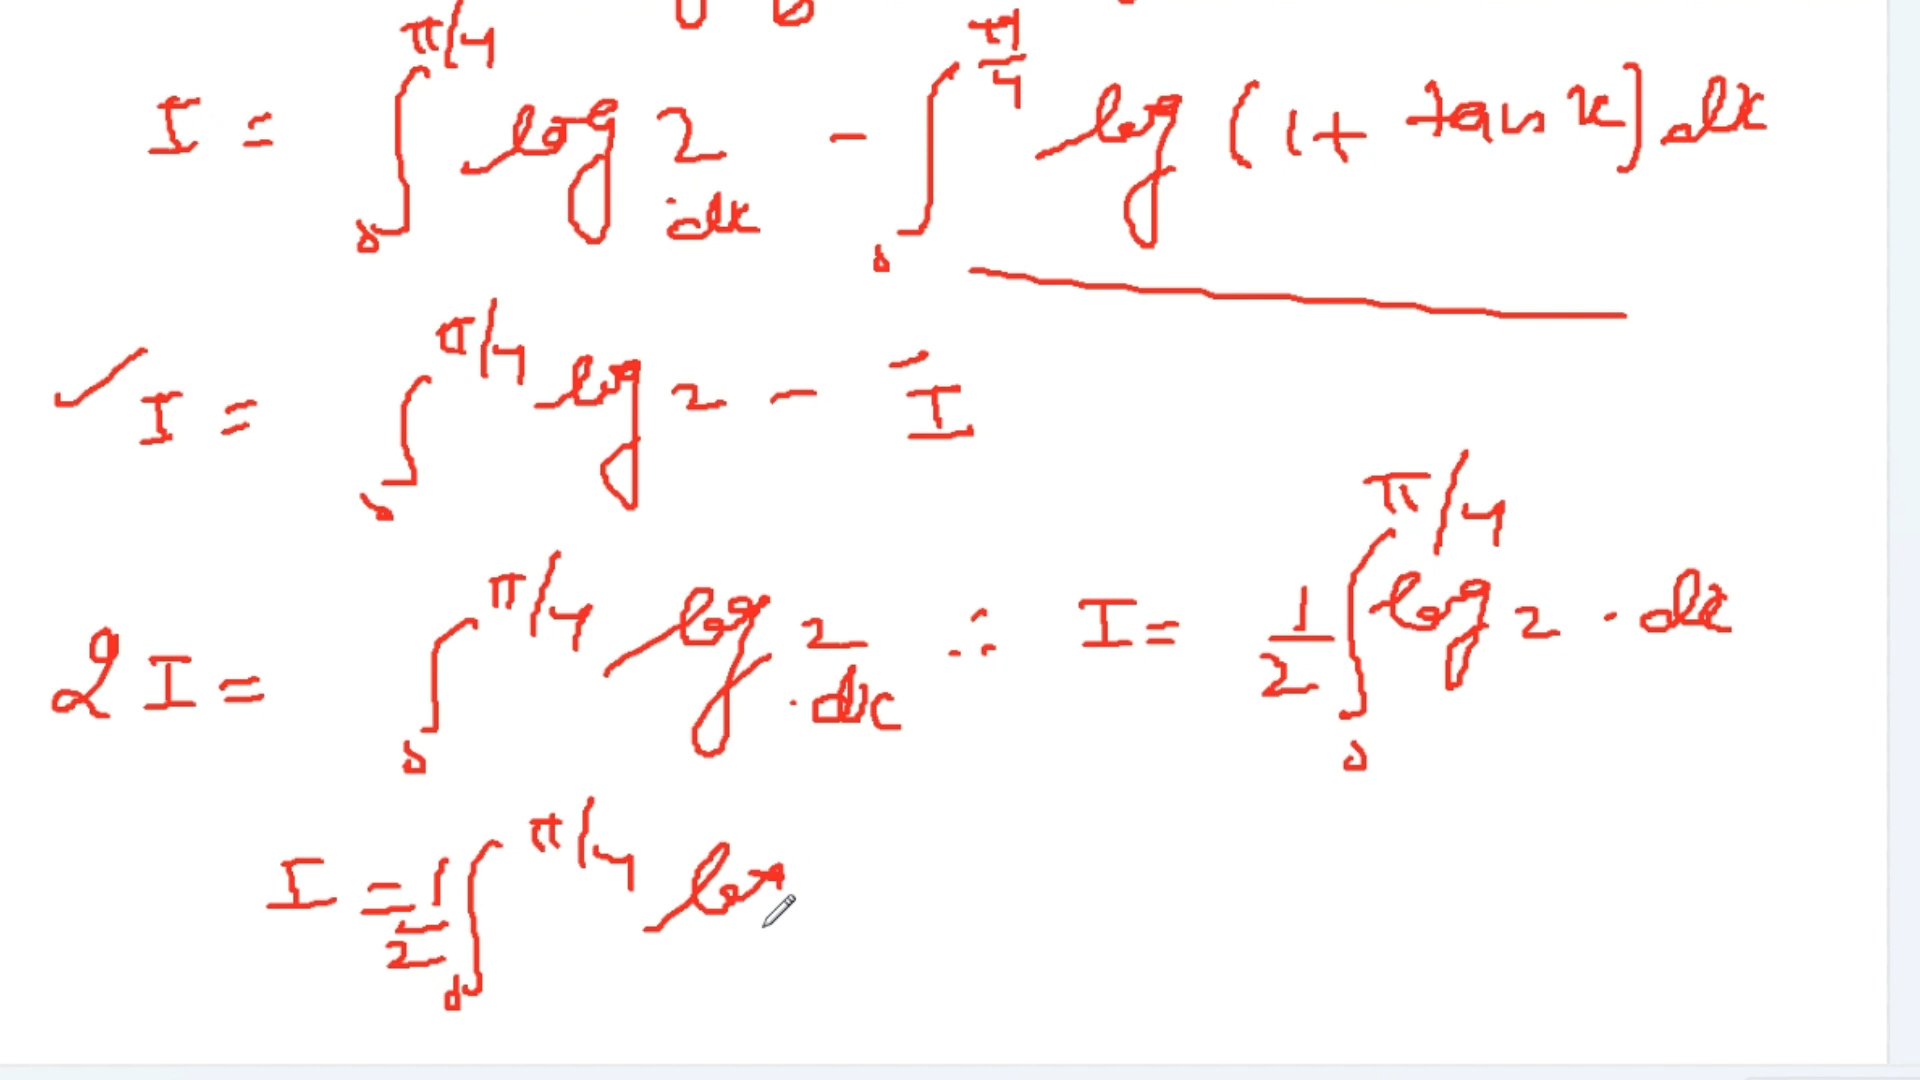 I = ∫₀^π/4 log 2 dx - ∫₀^π/4 log (1 + tan x) dx
I = ∫₀^π/4 log 2 - I
2I = ∫₀^π/4 log 2 . dx ∴ I = 1/2 ∫₀^π/4 log 2 . dx
I = 1/2 ∫₀^π/4 log